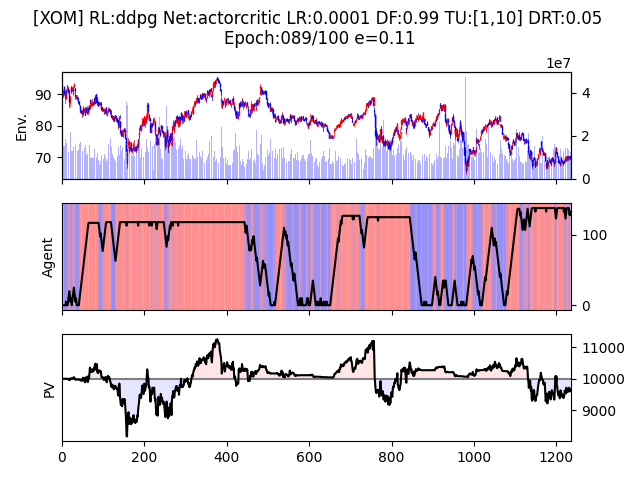 [XOM] RL:ddpg Net:actorcritic LR:0.0001 DF:0.99 TU:[1,10] DRT:0.05
Epoch:089/100 e=0.11
1e7
90
80
70
Env.
4
2
0
Agent
100
0
PV
11000
10000
9000
0 200 400 600 800 1000 1200